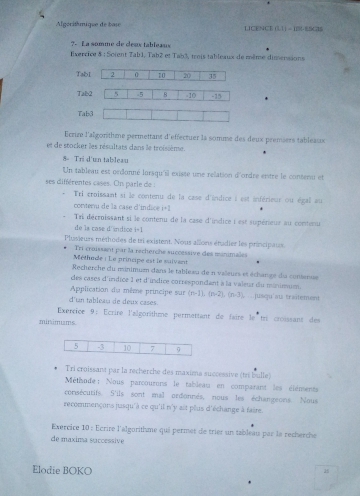 Algorithmique de base
LICENCE (L1) –
7- La somme de deux tableaux
Exercice 8 : Soient Tab1, Tab2 et Tab3, trois tableaux de même dimensions
Tab1 2 0 10 20 35
Tab2 5 -5 8 -10 -15
Tab3
Ecrire l'algorithme permettant d'effectuer la somme des deux premiers tableaux
et de stocker les résultats dans le troisième.
8- Tri d'un tableau
Un tableau est ordonné lorsqu'il existe une relation d'ordre entre le contenu et
ses différentes cases. On parle de :
- Tri croissant si le contenu de la case d'indice i est inférieur ou égal au
contenu de la case d'indice i+1
- Tri décroissant si le contenu de la case d'indice i est supérieur au contenu
de la case d'indice i+1
Plusieurs méthodes de tri existent. Nous allons étudier les principaux.
• Tri croissant par la recherche successive des minimales
Méthode : Le principe est le suivant
Recherche du minimum dans le tableau de n valeurs et échange du contenu
des cases d'indice 1 et d'indice correspondant à la valeur du minimum.
Application du même principe sur (n-1), (n-2), (n-3), ... jusqu'au traitement
d'un tableau de deux cases.
Exercice 9 : Ecrire l'algorithme permettant de faire le tri croissant des
minimums.
5 -5 10 7 9
• Tri croissant par la recherche des maxima successive (tri bulle)
Méthode : Nous parcourons le tableau en comparant les éléments
consécutifs. S'ils sont mal ordonnés, nous les échangeons. Nous
recommençons jusqu'à ce qu'il n'y ait plus d'échange à faire.
Exercice 10 : Ecrire l'algorithme qui permet de trier un tableau par la recherche
de maxima successive
Elodie BOKO